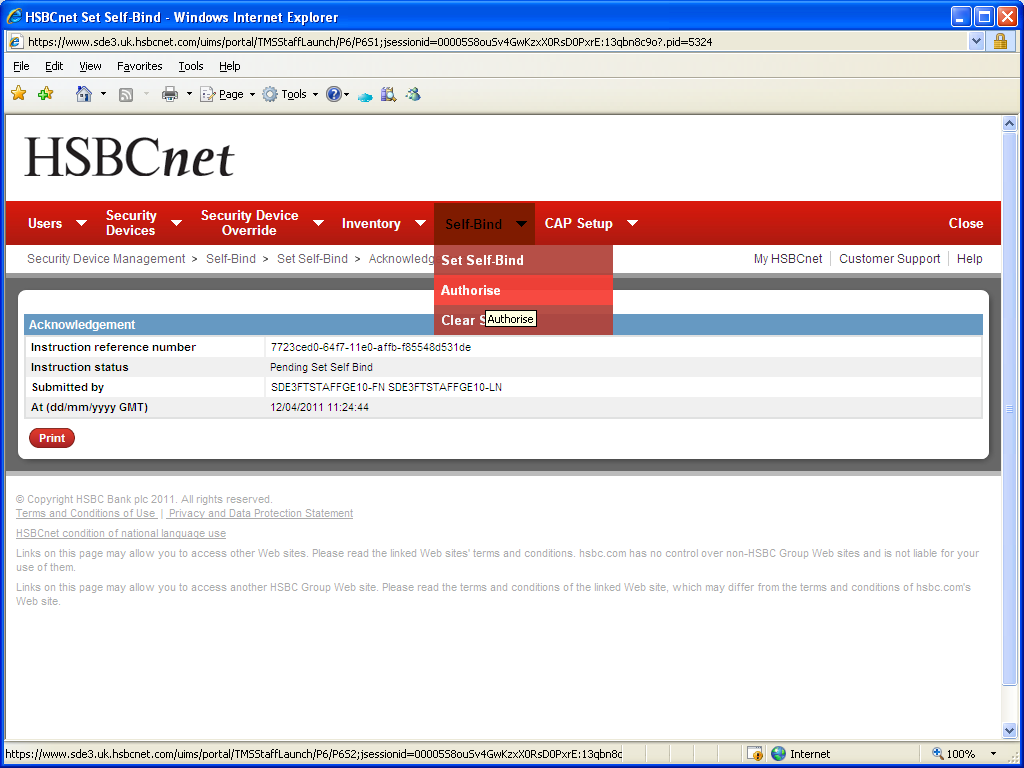 HSBCnet Set Self-Bind - Windows Internet Explorer
https://www.sde3.uk.hsbcnet.com/uims/portal/TMSStaffLaunch/P6/P6S1;jsessionid=00005S8ouSv4GwKzxX0RsD0PxrE:13qbn8c9o?.pid=5324
File Edit View Favorites Tools Help
Page Tools
HSBCnet
Users Security Devices Security Device Override Inventory Self-Bind CAP Setup Close
Security Device Management > Self-Bind > Set Self-Bind > Acknowledg My HSBCnet Customer Support Help
Set Self-Bind
Authorise
Clear S
Authorise
Acknowledgement
Instruction reference number 7723ced0-64f7-11e0-affb-f85548d531de
Instruction status Pending Set Self Bind
Submitted by SDE3FTSTAFFGE10-FN SDE3FTSTAFFGE10-LN
At (dd/mm/yyyy GMT) 12/04/2011 11:24:44
Print
© Copyright HSBC Bank plc 2011. All rights reserved.
Terms and Conditions of Use | Privacy and Data Protection Statement
HSBCnet condition of national language use
Links on this page may allow you to access other Web sites. Please read the linked Web sites' terms and conditions. hsbc.com has no control over non-HSBC Group Web sites and is not liable for your
use of them.
Links on this page may allow you to access another HSBC Group Web site. Please read the terms and conditions of the linked Web site, which may differ from the terms and conditions of hsbc.com's
Web site.
https://www.sde3.uk.hsbcnet.com/uims/portal/TMSStaffLaunch/P6/P6S2;jsessionid=00005S8ouSv4GwKzxX0RsD0PxrE:13qbn8c Internet 100%